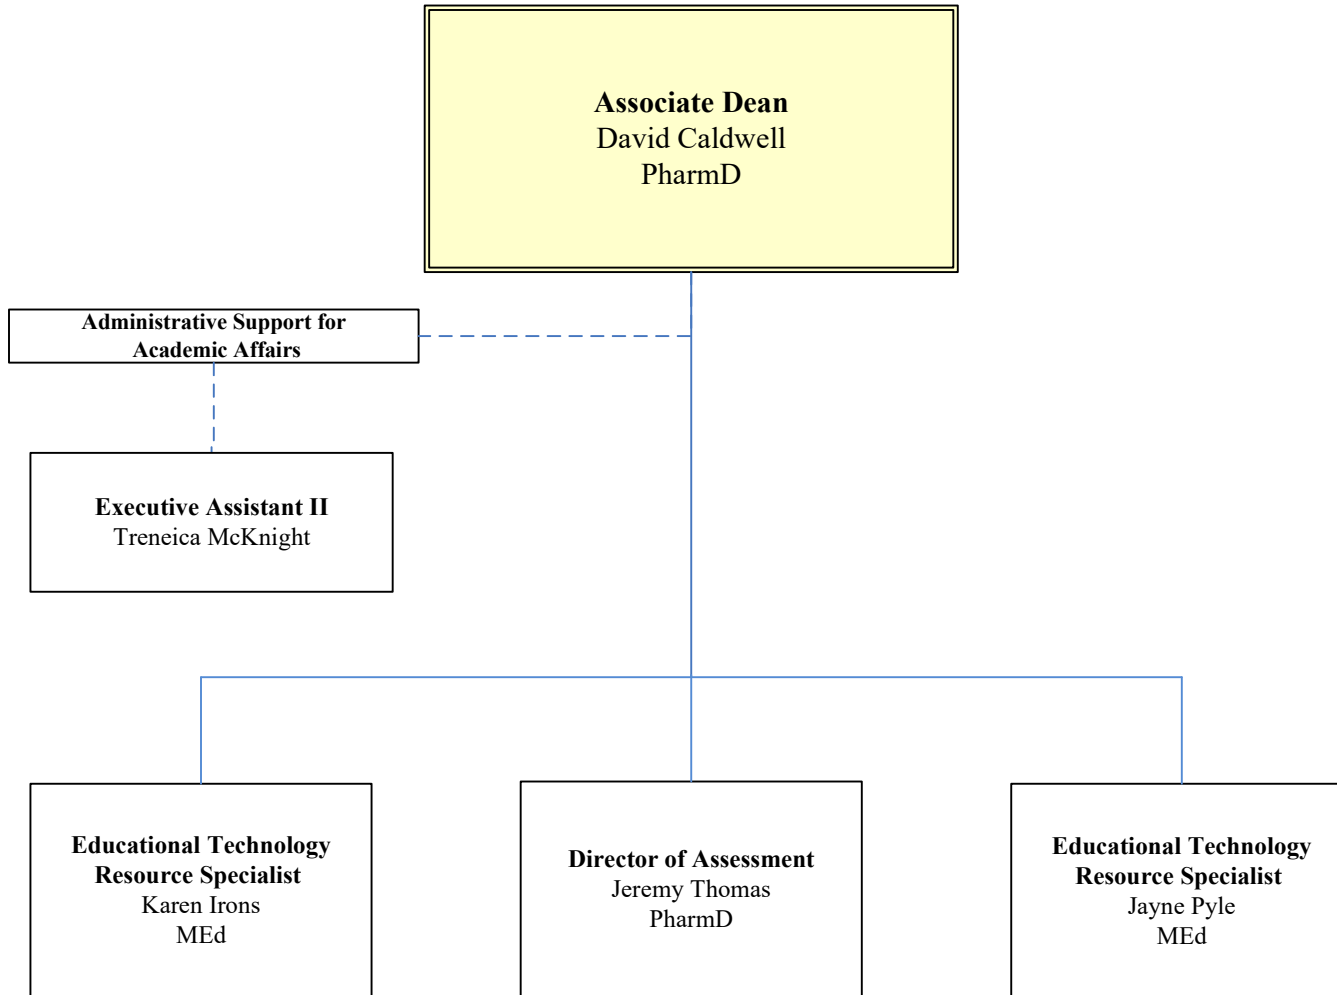 Associate Dean
David Caldwell
PharmD
Administrative Support for
Academic Affairs
Executive Assistant II
Treneica McKnight
Educational Technology
Resource Specialist
Karen Irons
MEd
Director of Assessment
Jeremy Thomas
PharmD
Educational Technology
Resource Specialist
Jayne Pyle
MEd